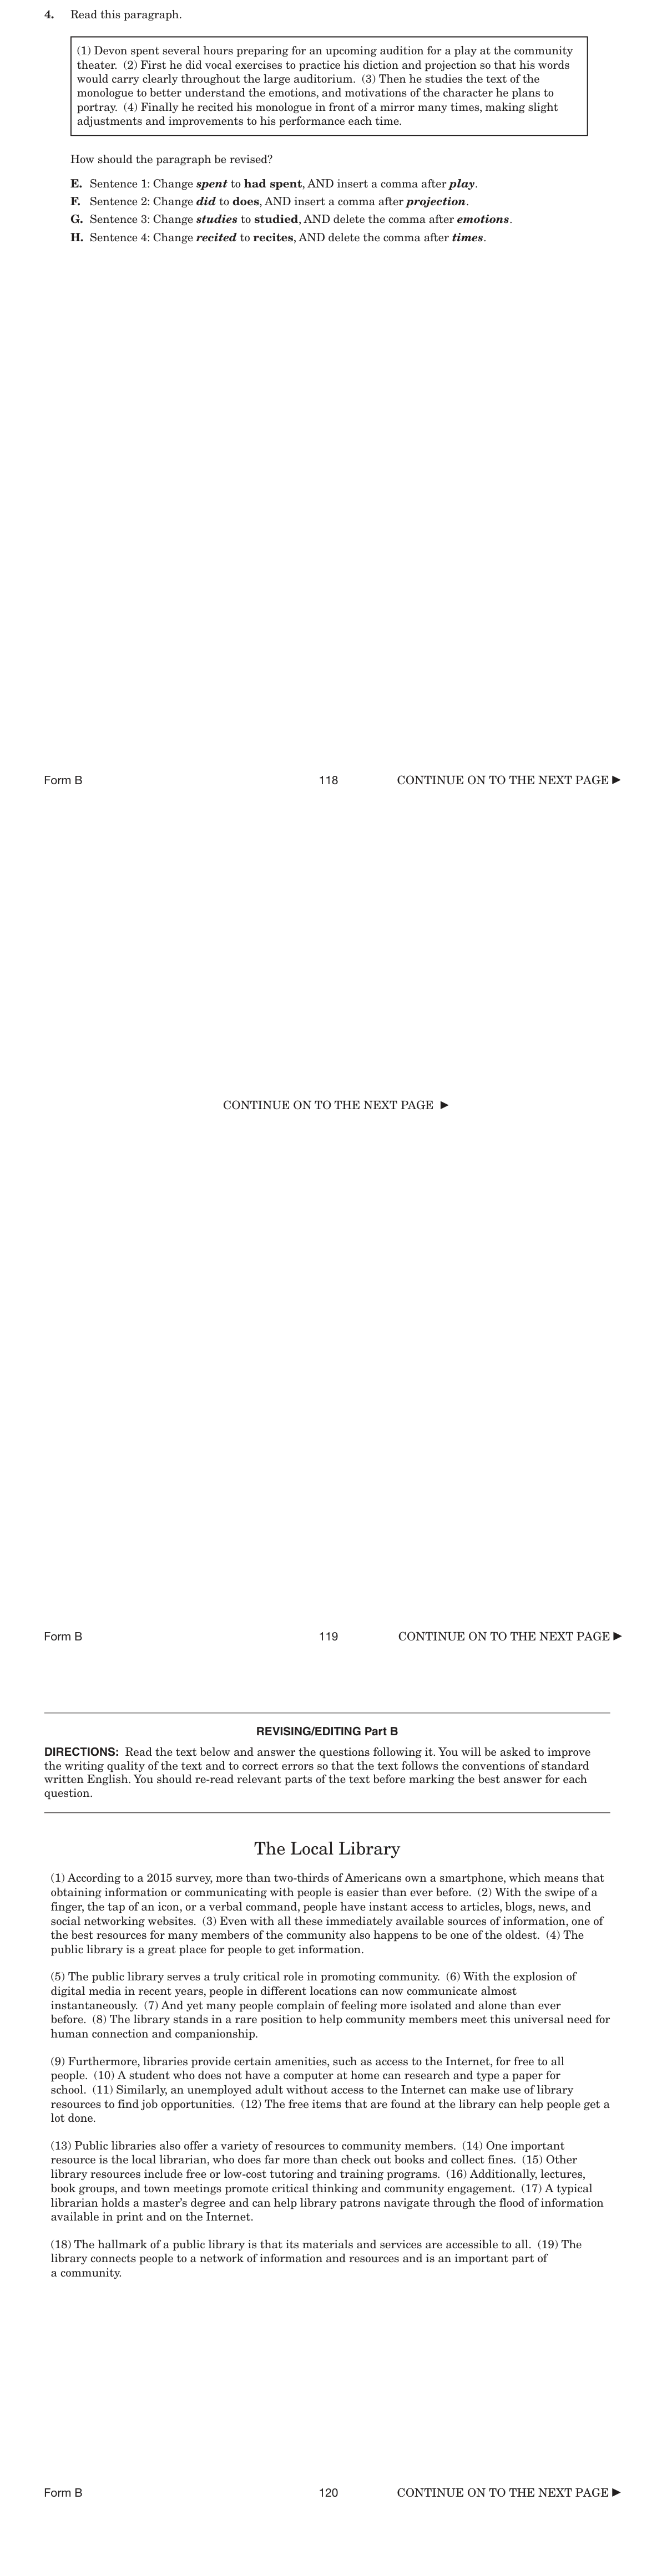 4. Read this paragraph.
(1) Devon spent several hours preparing for an upcoming audition for a play at the community
theater. (2) First he did vocal exercises to practice his diction and projection so that his words
would carry clearly throughout the large auditorium. (3) Then he studies the text of the
monologue to better understand the emotions, and motivations of the character he plans to
portray. (4) Finally he recited his monologue in front of a mirror many times, making slight
adjustments and improvements to his performance each time.
How should the paragraph be revised?
E. Sentence 1: Change spent to had spent, AND insert a comma after play.
F. Sentence 2: Change did to does, AND insert a comma after projection.
G. Sentence 3: Change studies to studied, AND delete the comma after emotions.
H. Sentence 4: Change recited to recites, AND delete the comma after times.
Form B 118 CONTINUE ON TO THE NEXT PAGE ►
CONTINUE ON TO THE NEXT PAGE ►
Form B 119 CONTINUE ON TO THE NEXT PAGE ►
REVISING/EDITING Part B
DIRECTIONS: Read the text below and answer the questions following it. You will be asked to improve
the writing quality of the text and to correct errors so that the text follows the conventions of standard
written English. You should re-read relevant parts of the text before marking the best answer for each
question.
The Local Library
(1) According to a 2015 survey, more than two-thirds of Americans own a smartphone, which means that
obtaining information or communicating with people is easier than ever before. (2) With the swipe of a
finger, the tap of an icon, or a verbal command, people have instant access to articles, blogs, news, and
social networking websites. (3) Even with all these immediately available sources of information, one of
the best resources for many members of the community also happens to be one of the oldest. (4) The
public library is a great place for people to get information.
(5) The public library serves a truly critical role in promoting community. (6) With the explosion of
digital media in recent years, people in different locations can now communicate almost
instantaneously. (7) And yet many people complain of feeling more isolated and alone than ever
before. (8) The library stands in a rare position to help community members meet this universal need for
human connection and companionship.
(9) Furthermore, libraries provide certain amenities, such as access to the Internet, for free to all
people. (10) A student who does not have a computer at home can research and type a paper for
school. (11) Similarly, an unemployed adult without access to the Internet can make use of library
resources to find job opportunities. (12) The free items that are found at the library can help people get a
lot done.
(13) Public libraries also offer a variety of resources to community members. (14) One important
resource is the local librarian, who does far more than check out books and collect fines. (15) Other
library resources include free or low-cost tutoring and training programs. (16) Additionally, lectures,
book groups, and town meetings promote critical thinking and community engagement. (17) A typical
librarian holds a master's degree and can help library patrons navigate through the flood of information
available in print and on the Internet.
(18) The hallmark of a public library is that its materials and services are accessible to all. (19) The
library connects people to a network of information and resources and is an important part of
a community.
Form B 120 CONTINUE ON TO THE NEXT PAGE ►